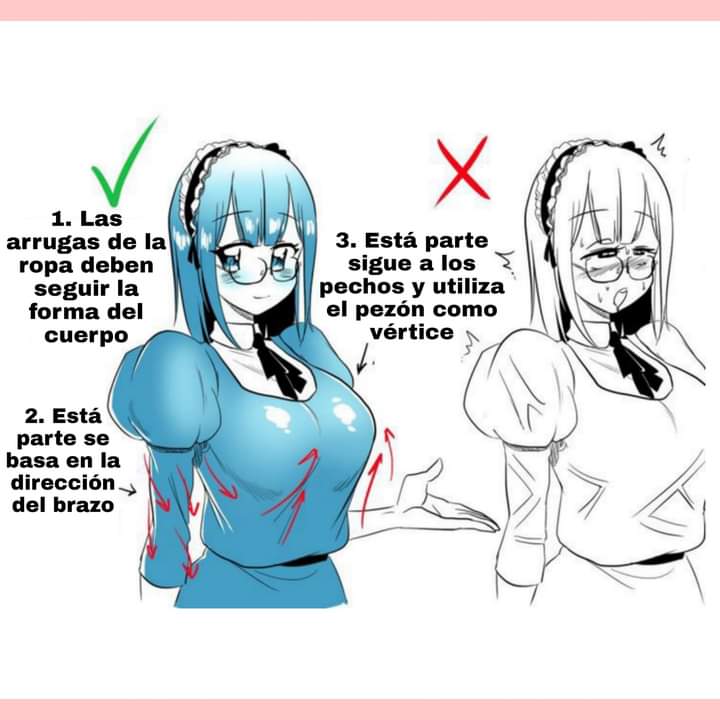 1. Las
arrugas de la
ropa deben
seguir la
forma del
cuerpo
2. Está
parte se
basa en la
dirección
del brazo
3. Está parte
sigue a los
pechos y utiliza
el pezón como
vértice